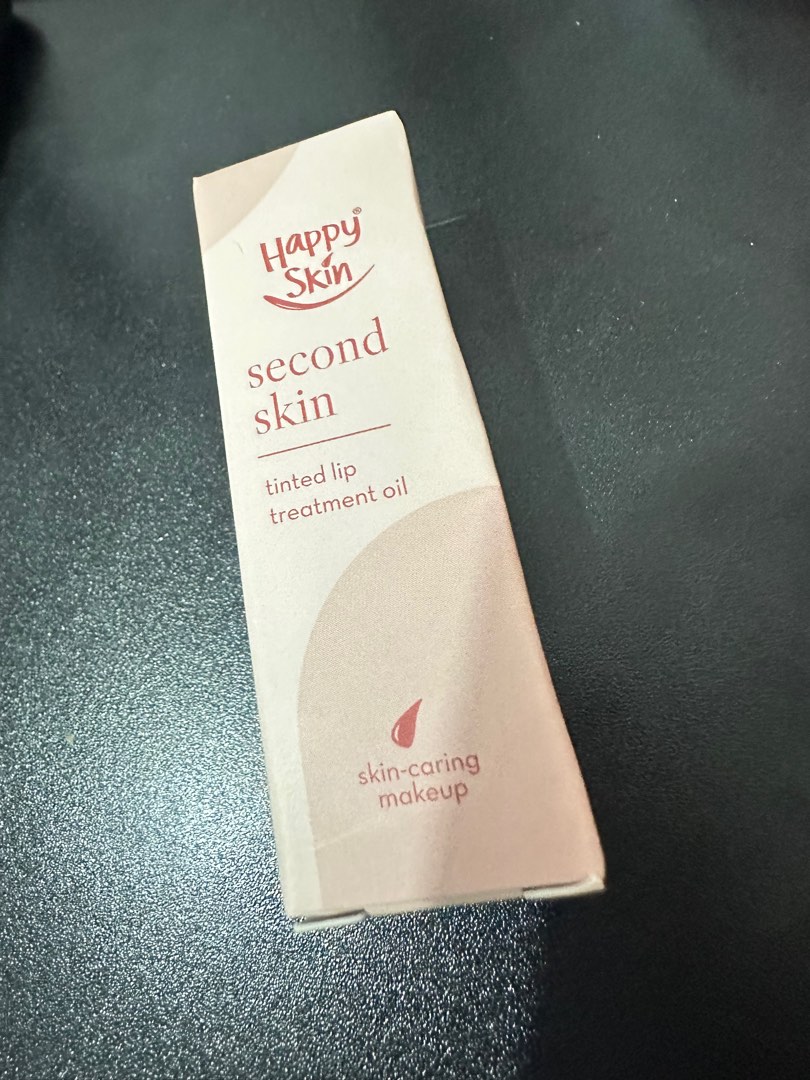 Happy®
Skin
second
skin
tinted lip
treatment oil
skin-caring
makeup